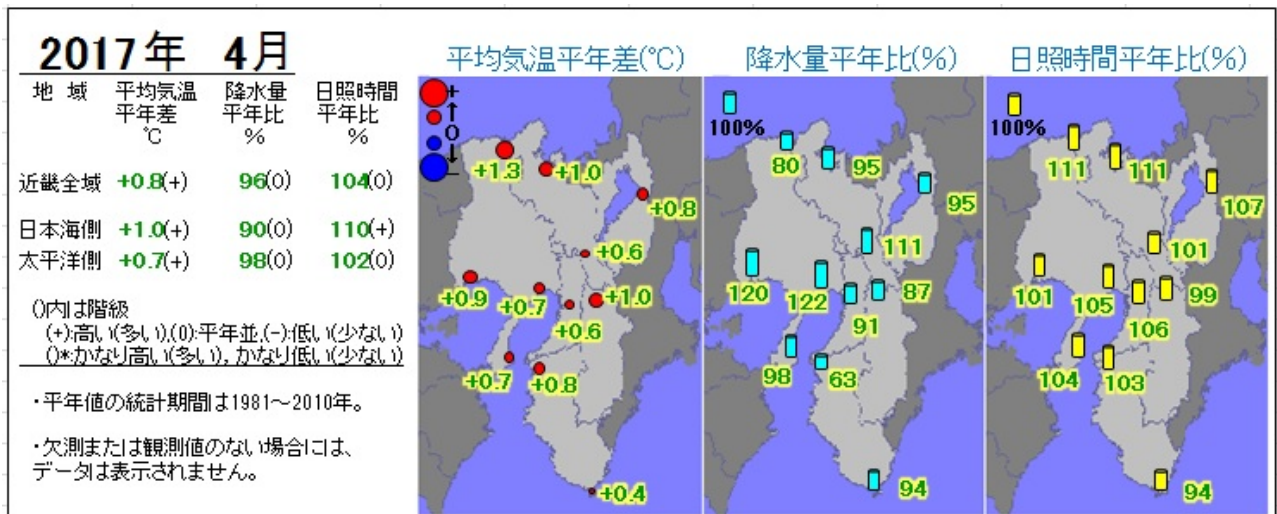 2017年 4月
地 域 平均気温 降水量 日照時間
平年差 平年比 平年比
℃ % %
近畿全域 +0.8(+) 96(0) 104(0)
日本海側 +1.0(+) 90(0) 110(+)
太平洋側 +0.7(+) 98(0) 102(0)
()内は階級
(+):高い(多い),(0):平年並,(-):低い(少ない)
()*:かなり高い(多い), かなり低い(少ない)
・平年値の統計期間は1981～2010年。
・欠測または観測値のない場合には、
データは表示されません。
平均気温平年差(℃)
+
↑
0
↓
-
+1.3
+1.0
+0.8
+0.6
+0.9
+0.7
+1.0
+0.6
+0.7
+0.8
+0.4
降水量平年比(%)
100%
80
95
95
111
120
122
87
91
98
63
94
日照時間平年比(%)
100%
111
111
107
101
101
105
99
106
104
103
94